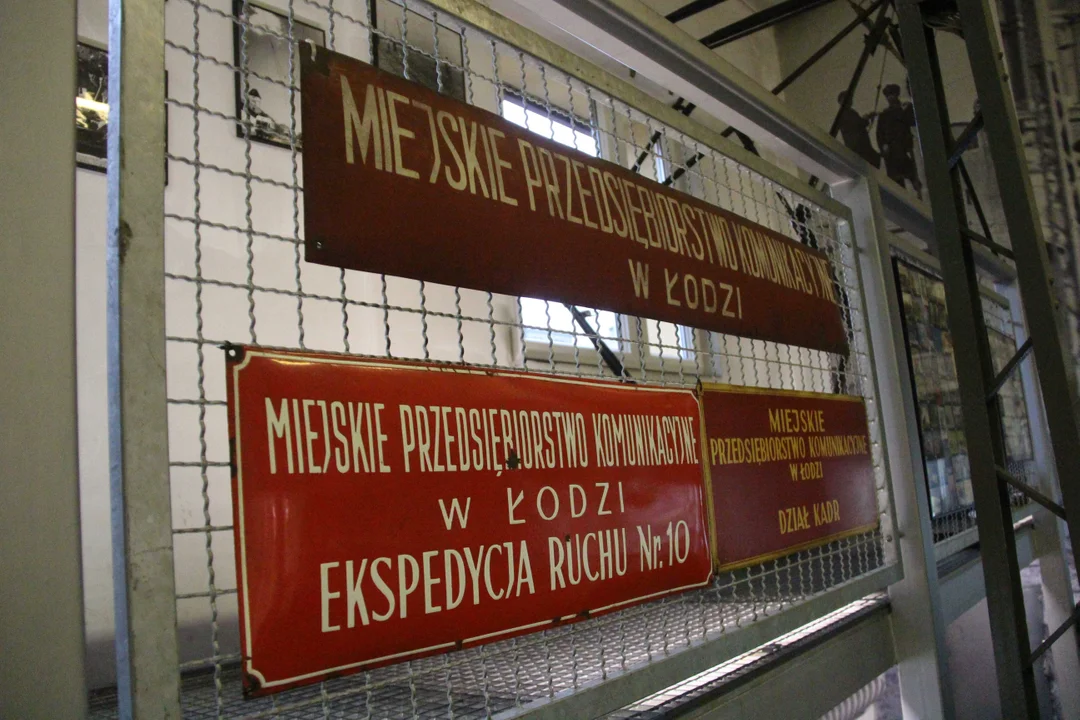 MIEJSKIE PRZEDSIĘBIORSTWO KOMUNIKACYJNE
W ŁODZI
MIEJSKIE PRZEDSIĘBIORSTWO KOMUNIKACYJNE
W ŁODZI
EKSPEDYCJA RUCHU Nr. 10
MIEJSKIE
PRZEDSIĘBIORSTWO KOMUNIKACYJNE
W ŁODZI
DZIAŁ KADR